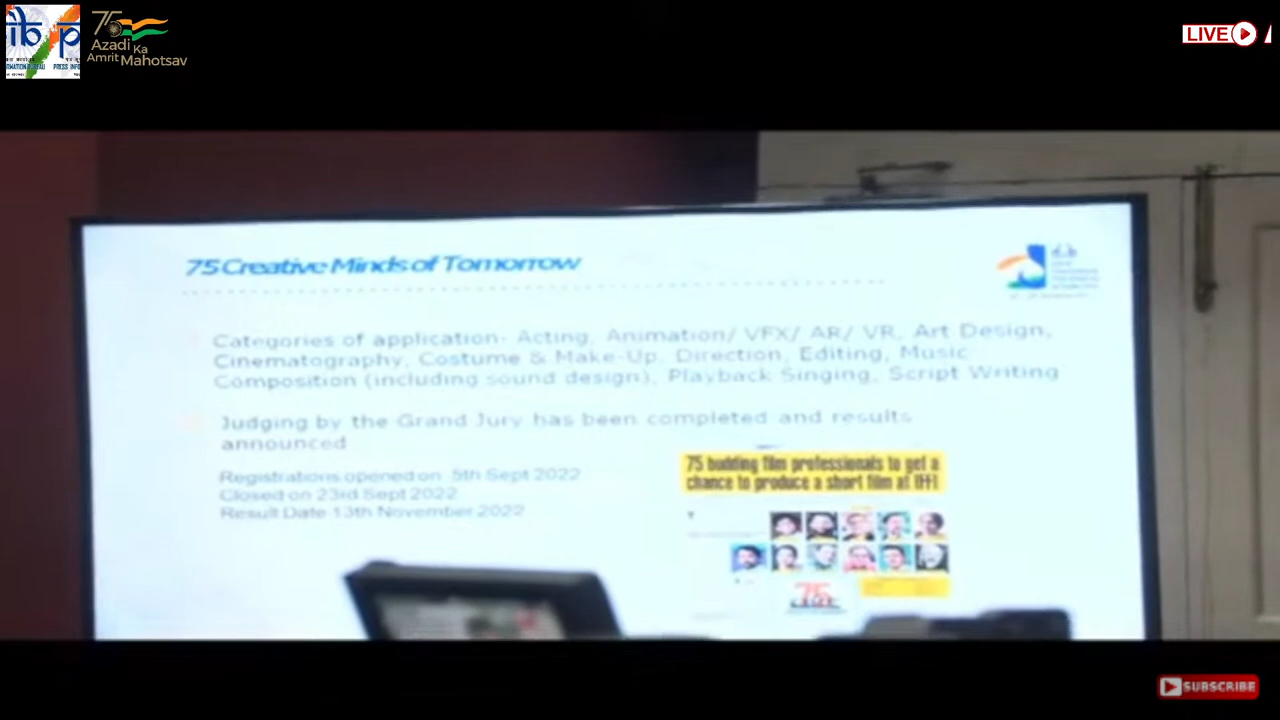 75
Azadi Ka
Amrit Mahotsav
LIVE
75 Creative Minds of Tomorrow
Categories of application- Acting, Animation/ VFX/ AR/ VR, Art Design,
Cinematography, Costume & Make-Up, Direction, Editing, Music
Composition (including sound design), Playback Singing, Script Writing
Judging by the Grand Jury has been completed and results
announced
Registrations opened on 5th Sept 2022
Closed on 23rd Sept 2022
Result Date 13th November 2022
75 budding film professionals to get a
chance to produce a short film at IFFI
75
SUBSCRIBE